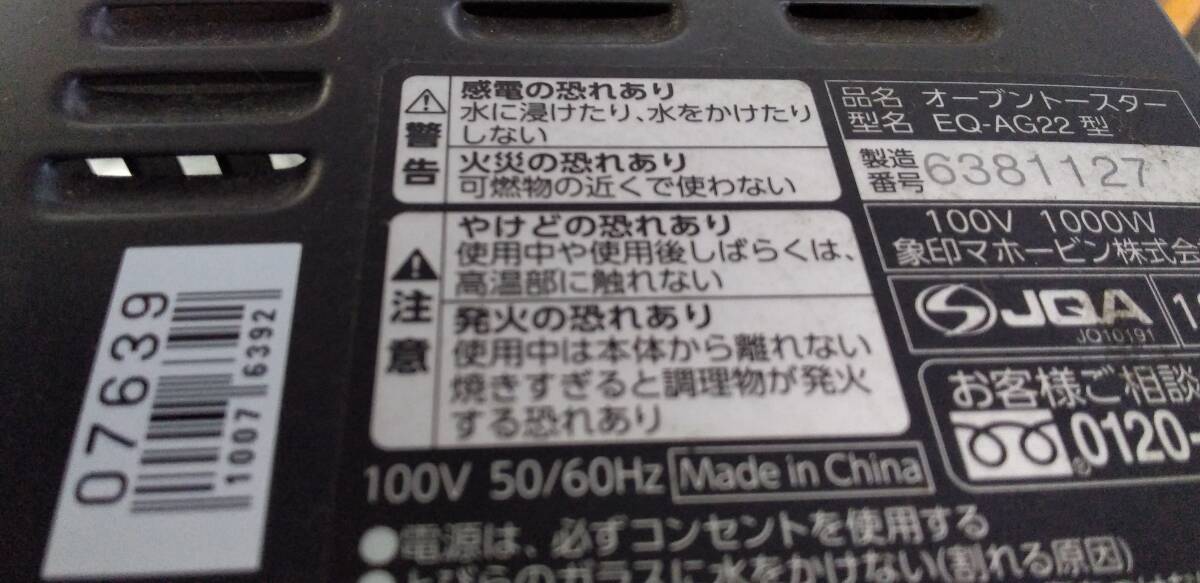 警告
感電の恐れあり
水に浸けたり、水をかけたり
しない
火災の恐れあり
可燃物の近くで使わない
注意
やけどの恐れあり
使用中や使用後しばらくは、
高温部に触れない
発火の恐れあり
使用中は本体から離れない
焼きすぎると調理物が発火
する恐れあり
100V 50/60Hz Made in China
●電源は、必ずコンセントを使用する
●とびらのガラスに水をかけない(割れる原因)
品名 オーブントースター
型名 EQ-AG22型
製造
番号 6381127
100V 1000W
象印マホービン株式会
JQA
JQ10191
1
お客様ご相談
0120-
07639
1007 6392